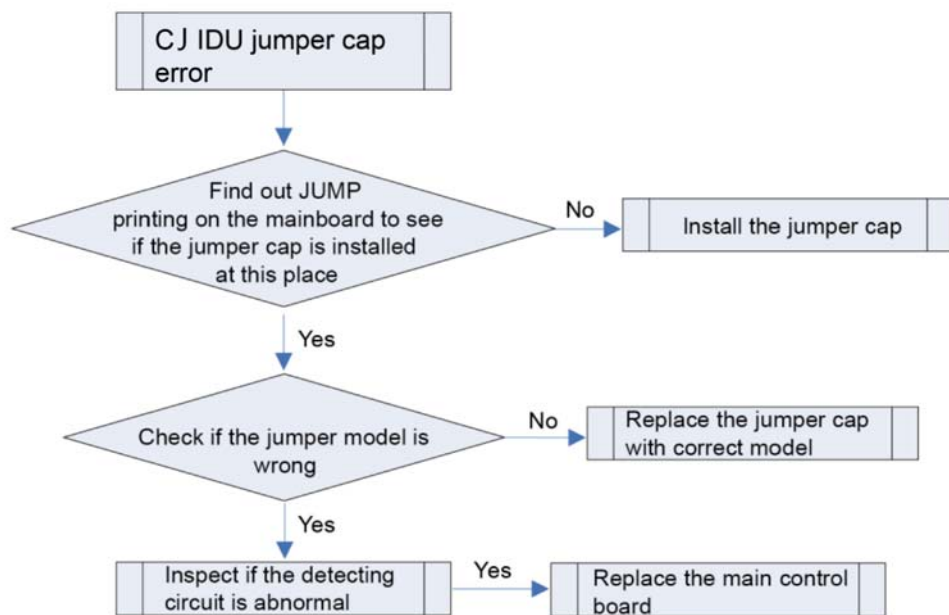 CJ IDU jumper cap
error
Find out JUMP
printing on the mainboard to see
if the jumper cap is installed
at this place
No
Install the jumper cap
Yes
Check if the jumper model is
wrong
No
Replace the jumper cap
with correct model
Yes
Inspect if the detecting
circuit is abnormal
Yes
Replace the main control
board